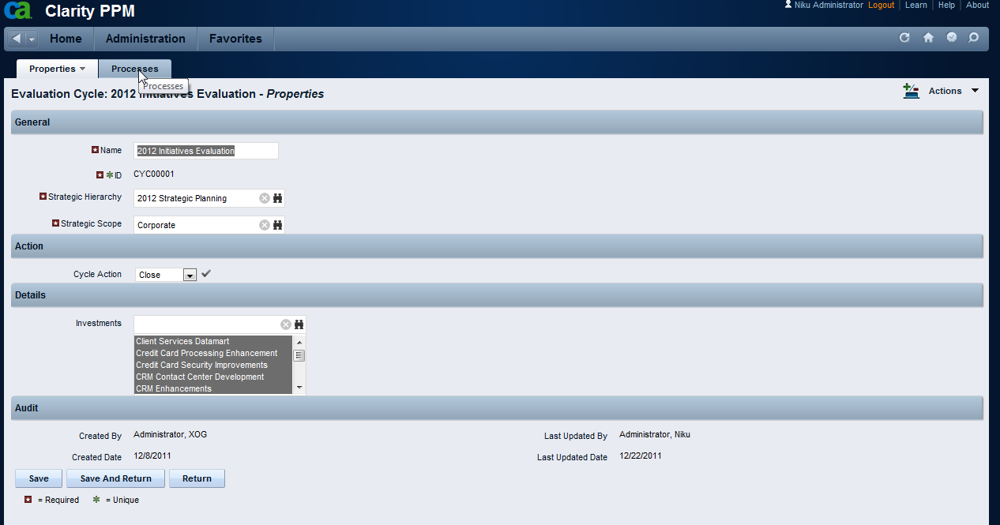 ca Clarity PPM
Niku Administrator Logout Learn Help About
Home Administration Favorites
Properties Processes
Processes
Evaluation Cycle: 2012 Initiatives Evaluation - Properties
Actions
General
Name 2012 Initiatives Evaluation
ID CYC00001
Strategic Hierarchy 2012 Strategic Planning
Strategic Scope Corporate
Action
Cycle Action Close
Details
Investments
Client Services Datamart
Credit Card Processing Enhancement
Credit Card Security Improvements
CRM Contact Center Development
CRM Enhancements
Audit
Created By Administrator, XOG Last Updated By Administrator, Niku
Created Date 12/8/2011 Last Updated Date 12/22/2011
Save Save And Return Return
= Required = Unique